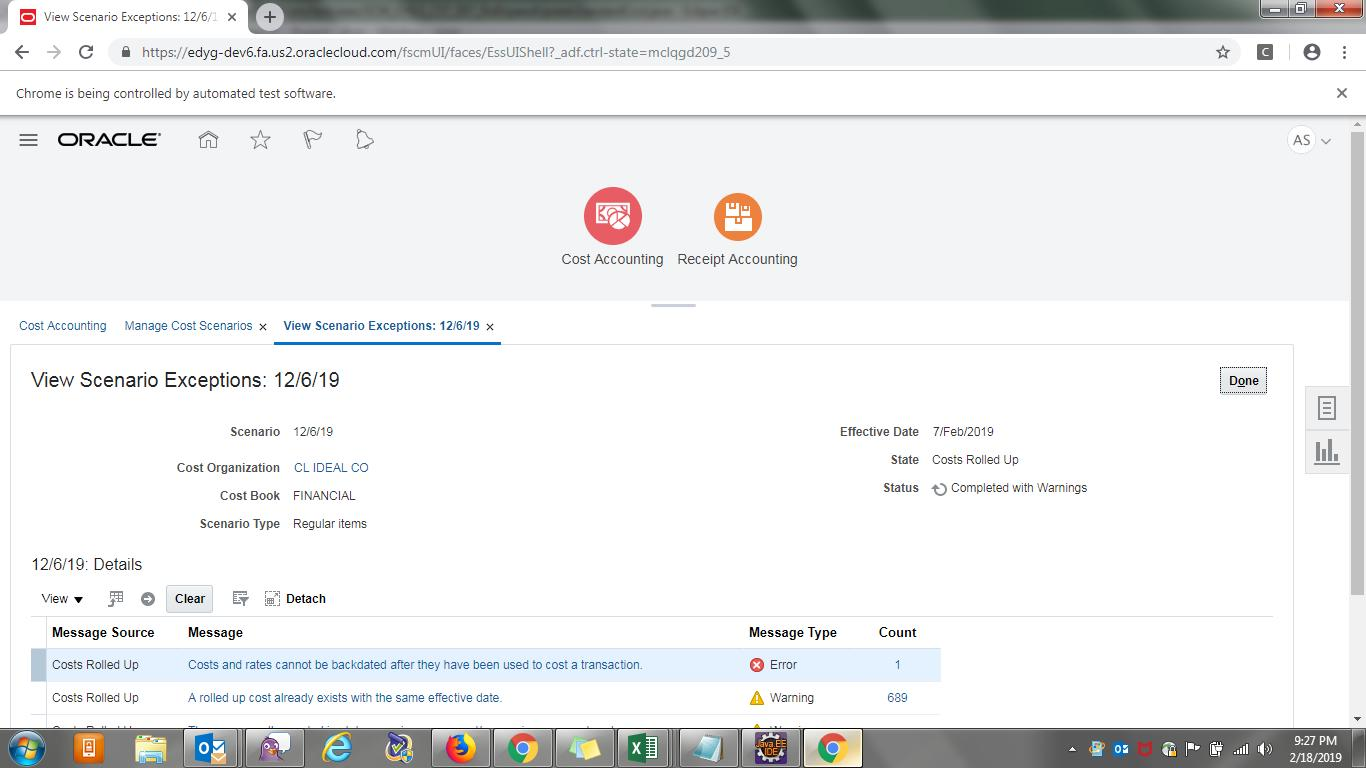 View Scenario Exceptions: 12/6/1
https://edyg-dev6.fa.us2.oraclecloud.com/fscmUI/faces/EssUIShell?_adf.ctrl-state=mclqgd209_5
C
Chrome is being controlled by automated test software.
ORACLE
AS
Cost Accounting
Receipt Accounting
Cost Accounting Manage Cost Scenarios View Scenario Exceptions: 12/6/19
View Scenario Exceptions: 12/6/19
Done
Scenario 12/6/19
Effective Date 7/Feb/2019
Cost Organization CL IDEAL CO
State Costs Rolled Up
Cost Book FINANCIAL
Status Completed with Warnings
Scenario Type Regular items
12/6/19: Details
View Clear Detach
Message Source Message Message Type Count
Costs Rolled Up Costs and rates cannot be backdated after they have been used to cost a transaction. Error 1
Costs Rolled Up A rolled up cost already exists with the same effective date. Warning 689
Java EE
IDE
9:27 PM
2/18/2019